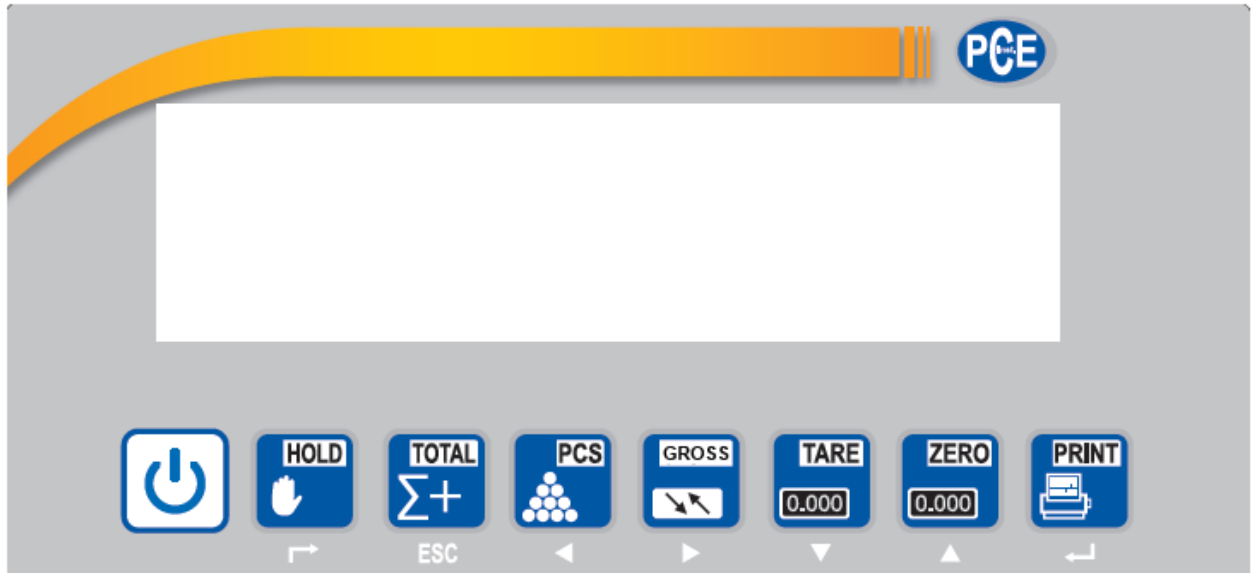 PCE
HOLD TOTAL PCS GROSS TARE ZERO PRINT
Σ+ 0.000 0.000
ESC